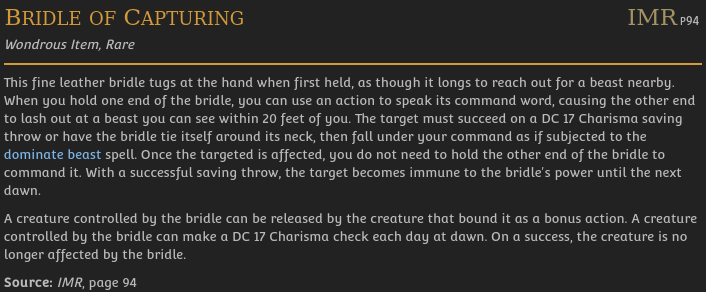 BRIDLE OF CAPTURING IMR P94
Wondrous Item, Rare
This fine leather bridle tugs at the hand when first held, as though it longs to reach out for a beast nearby.
When you hold one end of the bridle, you can use an action to speak its command word, causing the other end
to lash out at a beast you can see within 20 feet of you. The target must succeed on a DC 17 Charisma saving
throw or have the bridle tie itself around its neck, then fall under your command as if subjected to the
dominate beast spell. Once the targeted is affected, you do not need to hold the other end of the bridle to
command it. With a successful saving throw, the target becomes immune to the bridle's power until the next
dawn.
A creature controlled by the bridle can be released by the creature that bound it as a bonus action. A creature
controlled by the bridle can make a DC 17 Charisma check each day at dawn. On a success, the creature is no
longer affected by the bridle.
Source: IMR, page 94